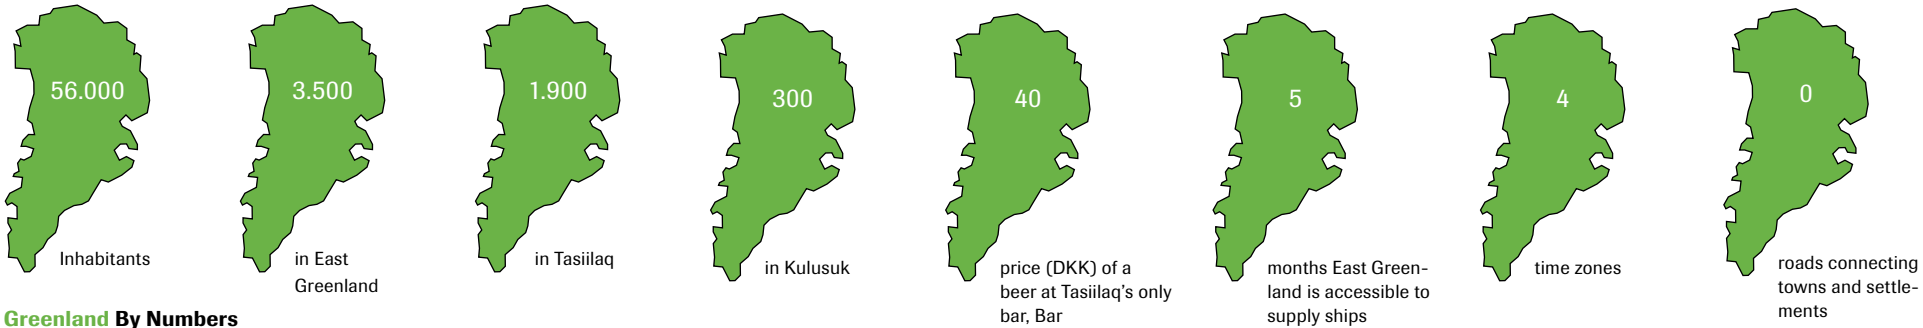 56.000
Inhabitants
3.500
in East
Greenland
1.900
in Tasiilaq
300
in Kulusuk
40
price (DKK) of a
beer at Tasiilaq's only
bar, Bar
5
months East Green-
land is accessible to
supply ships
4
time zones
0
roads connecting
towns and settle-
ments
Greenland By Numbers